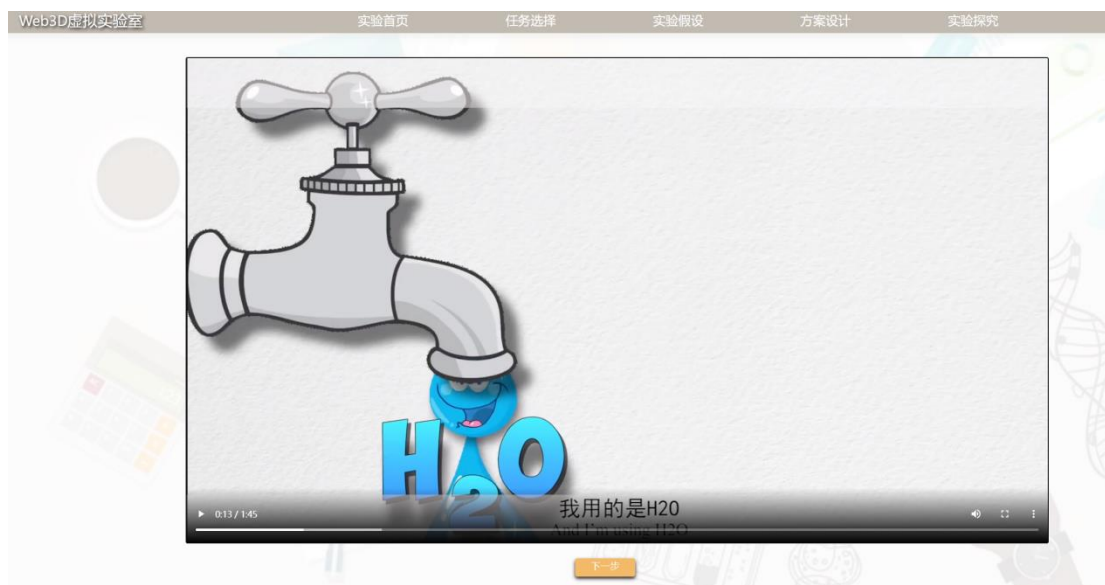 Web3D虚拟实验室
实验首页 任务选择 实验假设 方案设计 实验探究
H2O
0:13 / 1:45
我用的是H2O
And I'm using H2O
下一步